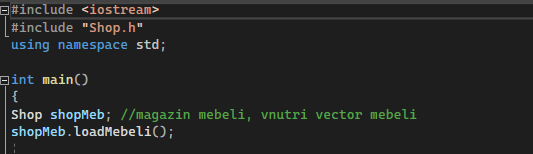 #include <iostream>
#include "Shop.h"
using namespace std;
int main()
{
Shop shopMeb; //magazin mebeli, vnutri vector mebeli
shopMeb.loadMebeli();